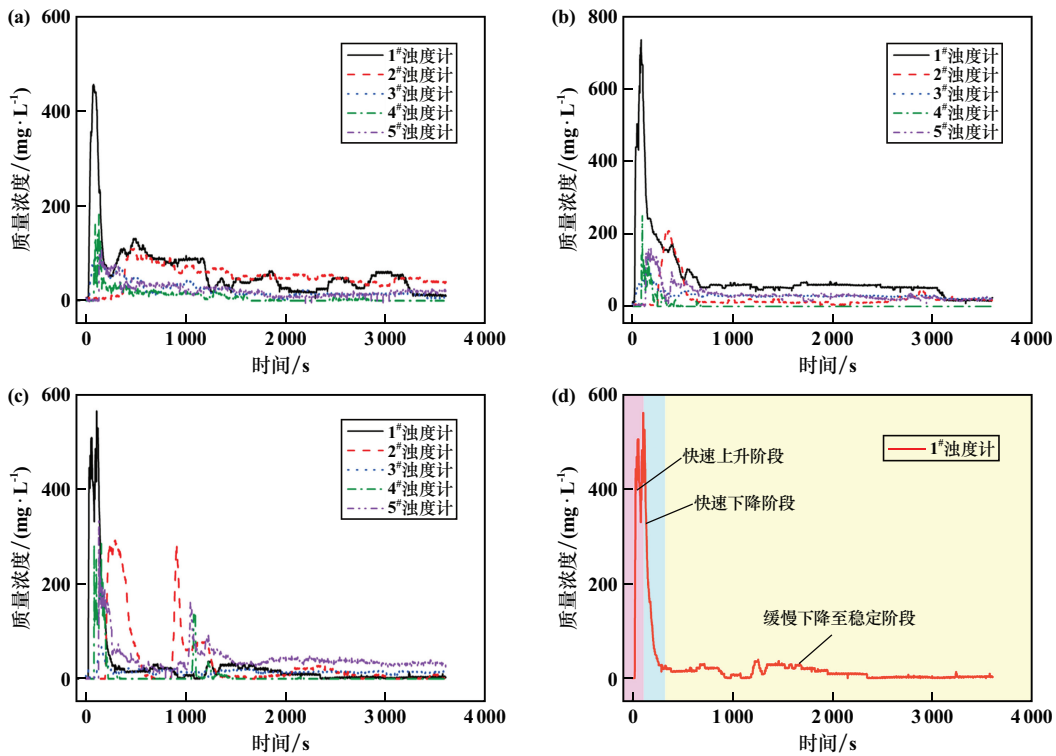 (a)
600
400
200
0
质量浓度/(mg·L⁻¹)
0
1 000
2 000
3 000
4 000
时间/s
1#浊度计
2#浊度计
3#浊度计
4#浊度计
5#浊度计
(b)
800
600
400
200
0
质量浓度/(mg·L⁻¹)
0
1 000
2 000
3 000
4 000
时间/s
1#浊度计
2#浊度计
3#浊度计
4#浊度计
5#浊度计
(c)
600
400
200
0
质量浓度/(mg·L⁻¹)
0
1 000
2 000
3 000
4 000
时间/s
1#浊度计
2#浊度计
3#浊度计
4#浊度计
5#浊度计
(d)
600
400
200
0
质量浓度/(mg·L⁻¹)
0
1 000
2 000
3 000
4 000
时间/s
1#浊度计
快速上升阶段
快速下降阶段
缓慢下降至稳定阶段